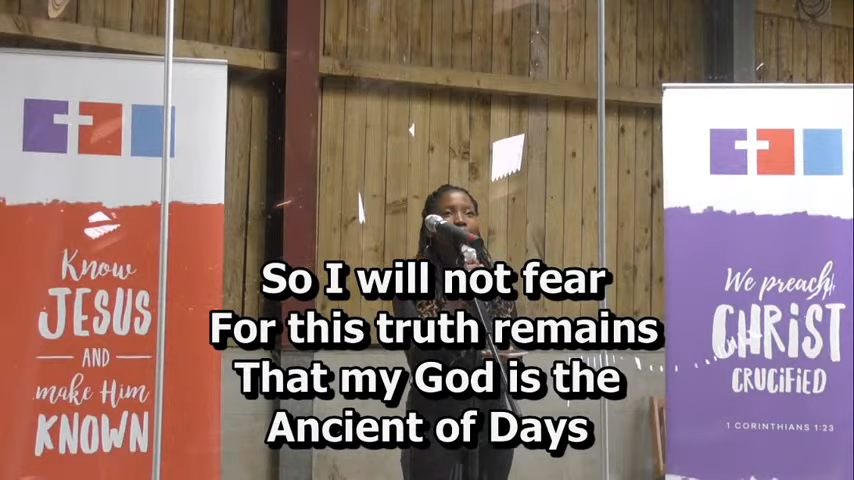 Know
JESUS
AND
make Him
KNOWN
So I will not fear
For this truth remains
That my God is the
Ancient of Days
We preach
CHRIST
CRUCIFIED
1 CORINTHIANS 1:23